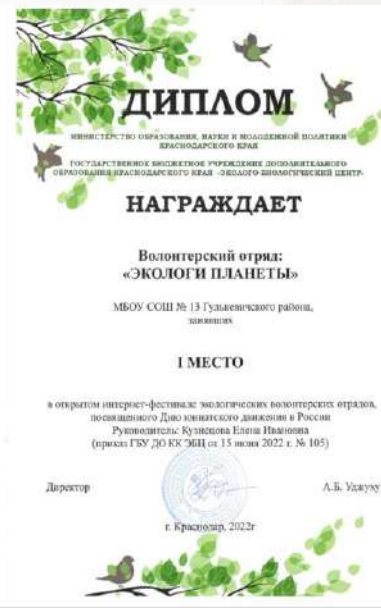 ДИПЛОМ
МИНИСТЕРСТВО ОБРАЗОВАНИЯ, НАУКИ И МОЛОДЕЖНОЙ ПОЛИТИКИ
КРАСНОДАРСКОГО КРАЯ
ГОСУДАРСТВЕННОЕ БЮДЖЕТНОЕ УЧРЕЖДЕНИЕ ДОПОЛНИТЕЛЬНОГО
ОБРАЗОВАНИЯ КРАСНОДАРСКОГО КРАЯ «ЭКОЛОГО-БИОЛОГИЧЕСКИЙ ЦЕНТР»
НАГРАЖДАЕТ
Волонтерский отряд:
«ЭКОЛОГИ ПЛАНЕТЫ»
МБОУ СОШ № 13 Гулькевичского района,
занявших
I МЕСТО
в открытом интернет-фестивале экологических волонтерских отрядов,
посвященного Дню юннатского движения в России
Руководитель: Кузнецова Елена Ивановна
(приказ ГБУ ДО КК ЭБЦ от 15 июня 2022 г. № 105)
Директор
А.Б. Уджуху
г. Краснодар, 2022г